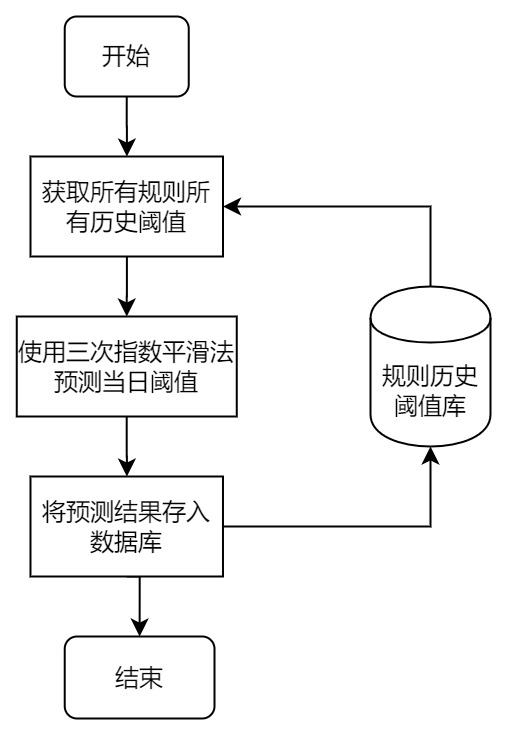 开始
获取所有规则所
有历史阈值
使用三次指数平滑法
预测当日阈值
规则历史
阈值库
将预测结果存入
数据库
结束